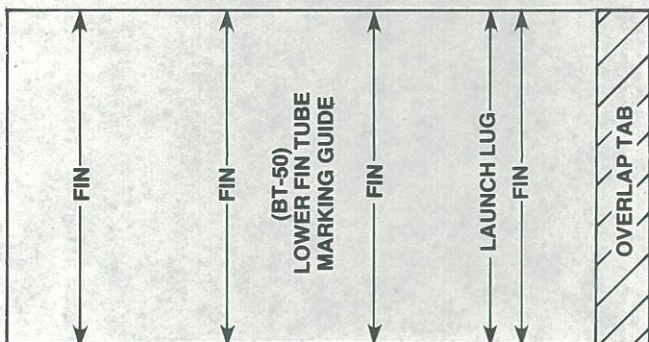 FIN
FIN
(BT-50)
LOWER FIN TUBE
MARKING GUIDE
FIN
LAUNCH LUG
FIN
OVERLAP TAB